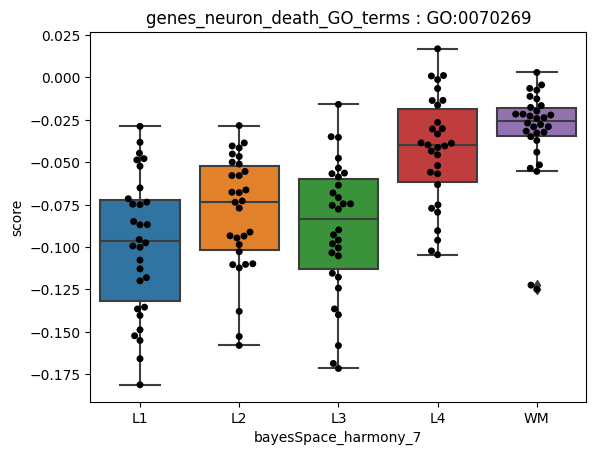 genes_neuron_death_GO_terms : GO:0070269
0.025
0.000
−0.025
−0.050
−0.075
−0.100
−0.125
−0.150
−0.175
score
L1 L2 L3 L4 WM
bayesSpace_harmony_7